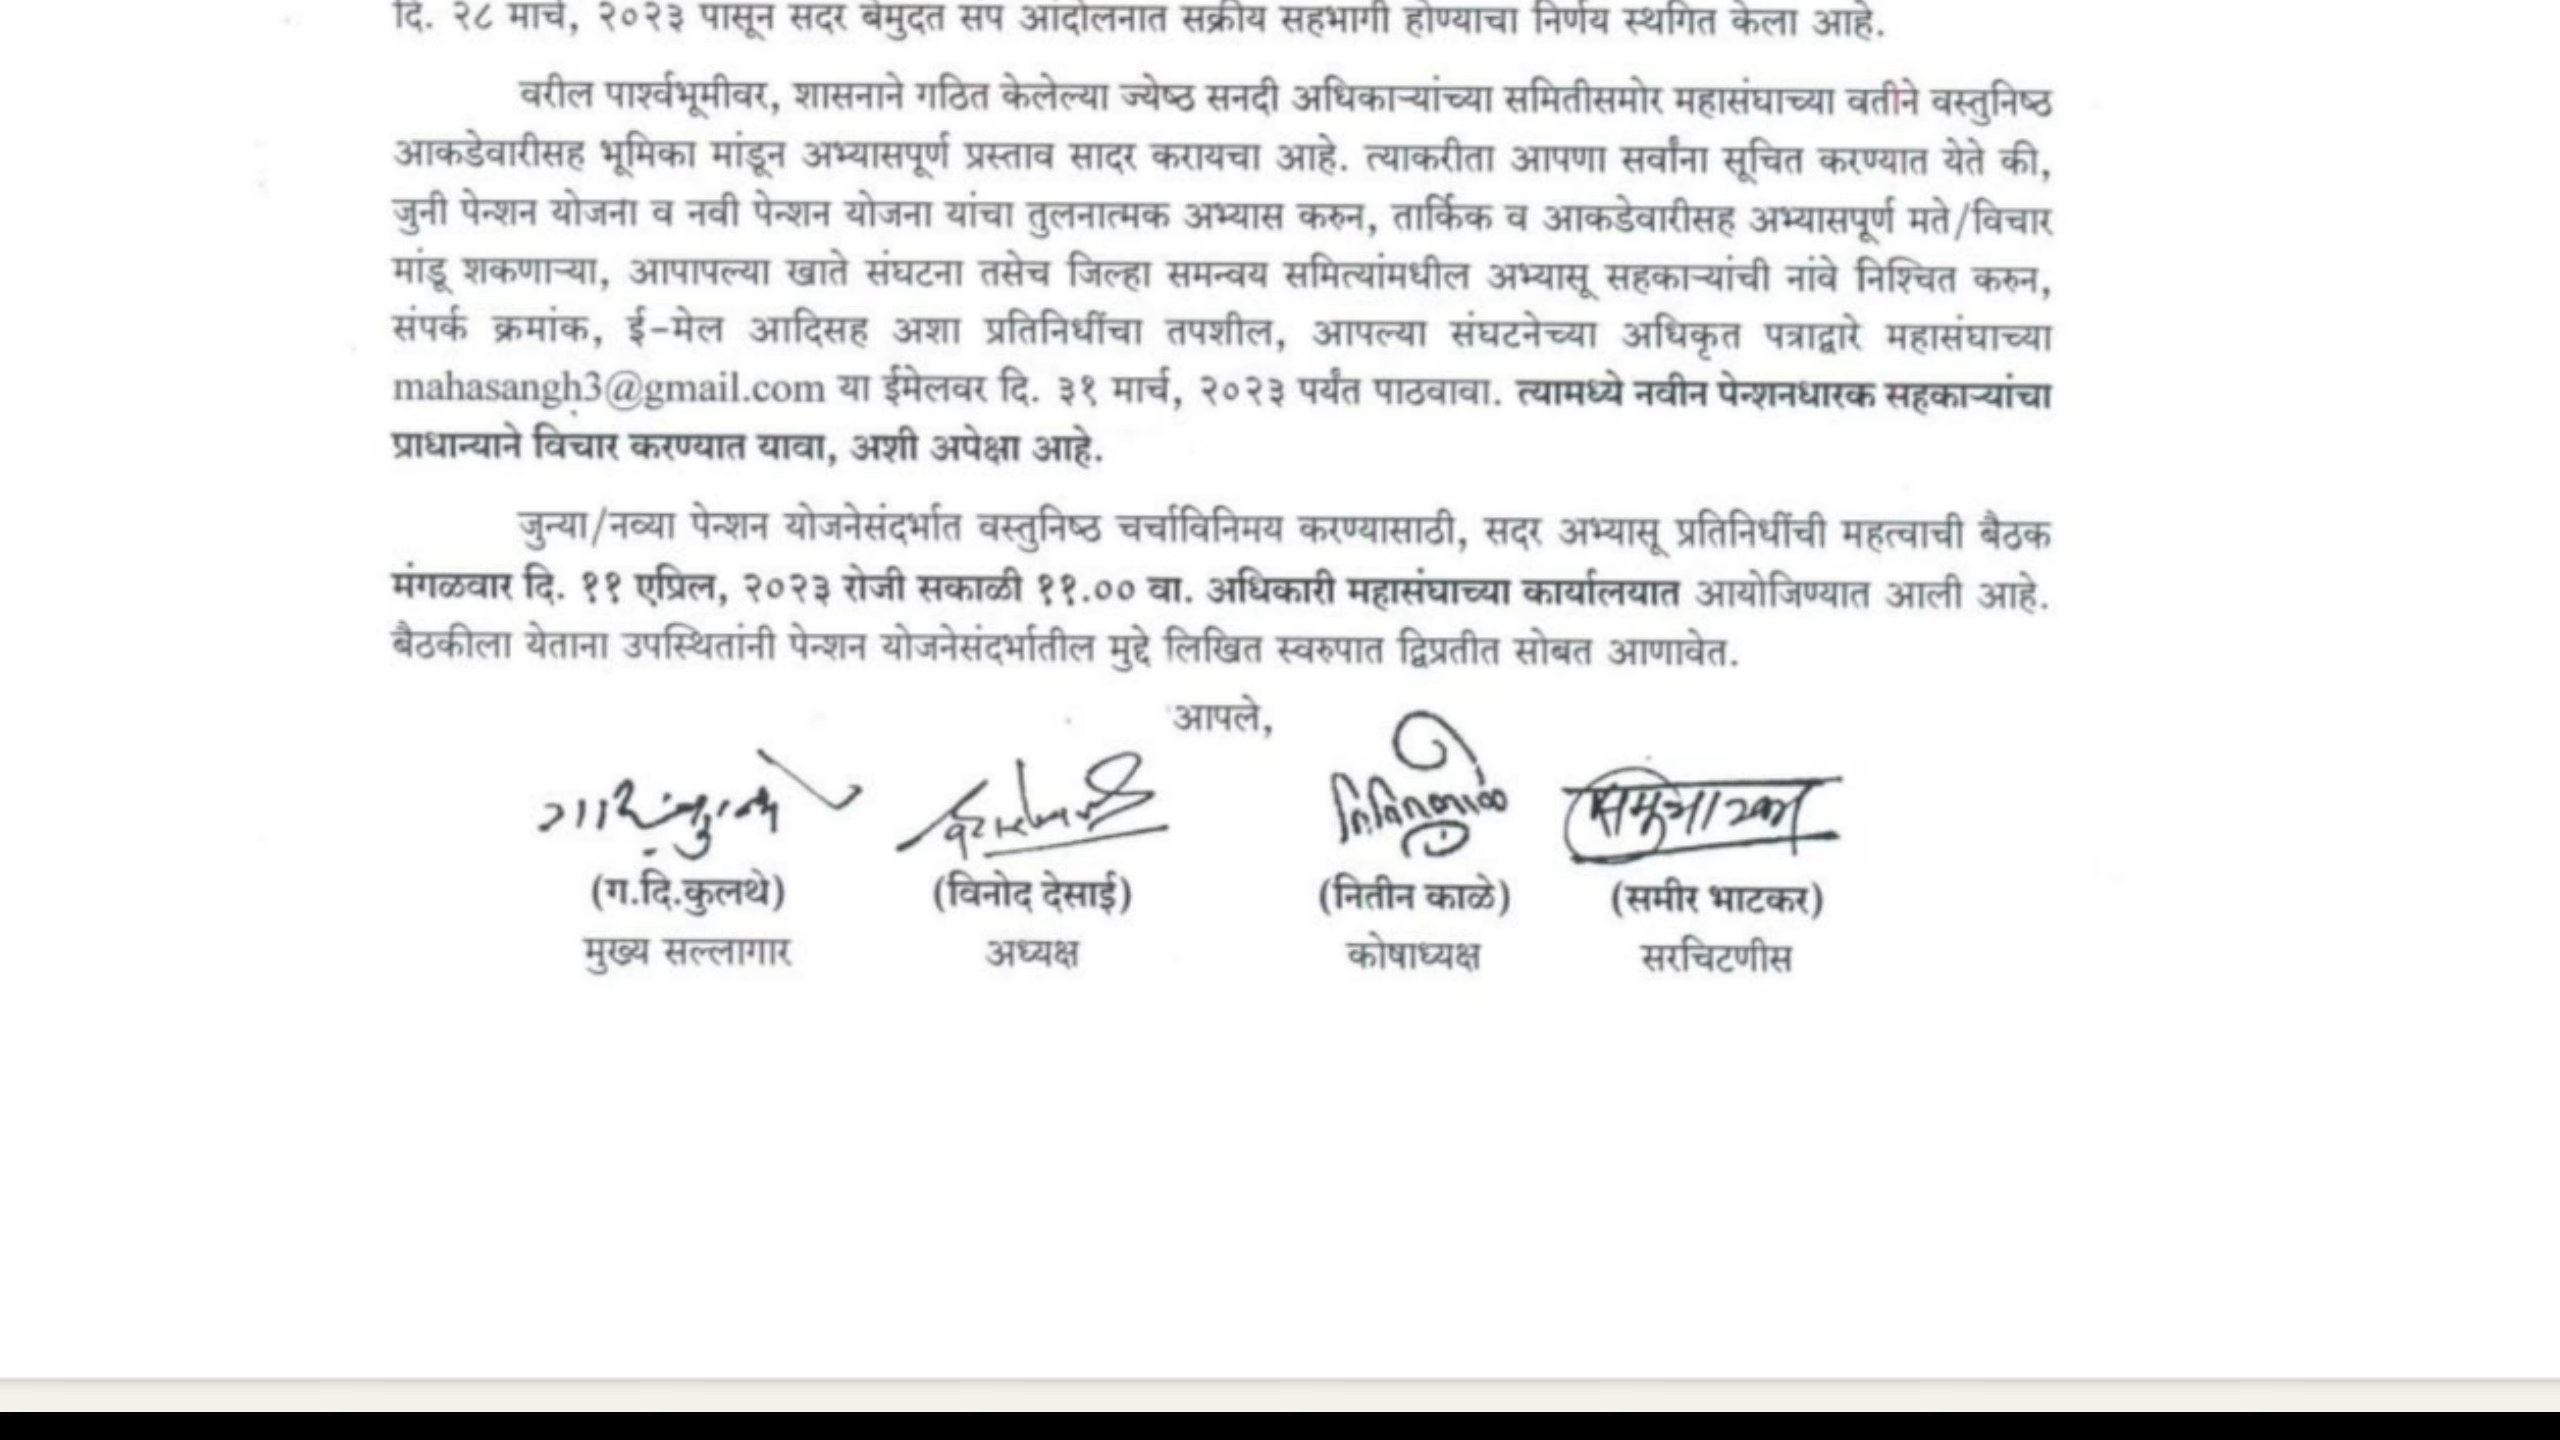 दि. २८ मार्च, २०२३ पासून सदर बेमुदत संप आंदोलनात सक्रीय सहभागी होण्याचा निर्णय स्थगित केला आहे.
वरील पार्श्वभूमीवर, शासनाने गठित केलेल्या ज्येष्ठ सनदी अधिकाऱ्यांच्या समितीसमोर महासंघाच्या वतीने वस्तुनिष्ठ
आकडेवारीसह भूमिका मांडून अभ्यासपूर्ण प्रस्ताव सादर करायचा आहे. त्याकरीता आपणा सर्वांना सूचित करण्यात येते की,
जुनी पेन्शन योजना व नवी पेन्शन योजना यांचा तुलनात्मक अभ्यास करुन, तार्किक व आकडेवारीसह अभ्यासपूर्ण मते/विचार
मांडू शकणाऱ्या, आपापल्या खाते संघटना तसेच जिल्हा समन्वय समित्यांमधील अभ्यासू सहकाऱ्यांची नांवे निश्चित करुन,
संपर्क क्रमांक, ई-मेल आदिसह अशा प्रतिनिधींचा तपशील, आपल्या संघटनेच्या अधिकृत पत्राद्वारे महासंघाच्या
mahasangh3@gmail.com या ईमेलवर दि. ३१ मार्च, २०२३ पर्यंत पाठवावा. त्यामध्ये नवीन पेन्शनधारक सहकाऱ्यांचा
प्राधान्याने विचार करण्यात यावा, अशी अपेक्षा आहे.
जुन्या/नव्या पेन्शन योजनेसंदर्भात वस्तुनिष्ठ चर्चाविनिमय करण्यासाठी, सदर अभ्यासू प्रतिनिधींची महत्वाची बैठक
मंगळवार दि. ११ एप्रिल, २०२३ रोजी सकाळी ११.०० वा. अधिकारी महासंघाच्या कार्यालयात आयोजिण्यात आली आहे.
बैठकीला येताना उपस्थितांनी पेन्शन योजनेसंदर्भातील मुद्दे लिखित स्वरुपात द्विप्रतीत सोबत आणावेत.
आपले,
(ग.दि.कुलथे) (विनोद देसाई) (नितीन काळे) (समीर भाटकर)
मुख्य सल्लागार अध्यक्ष कोषाध्यक्ष सरचिटणीस